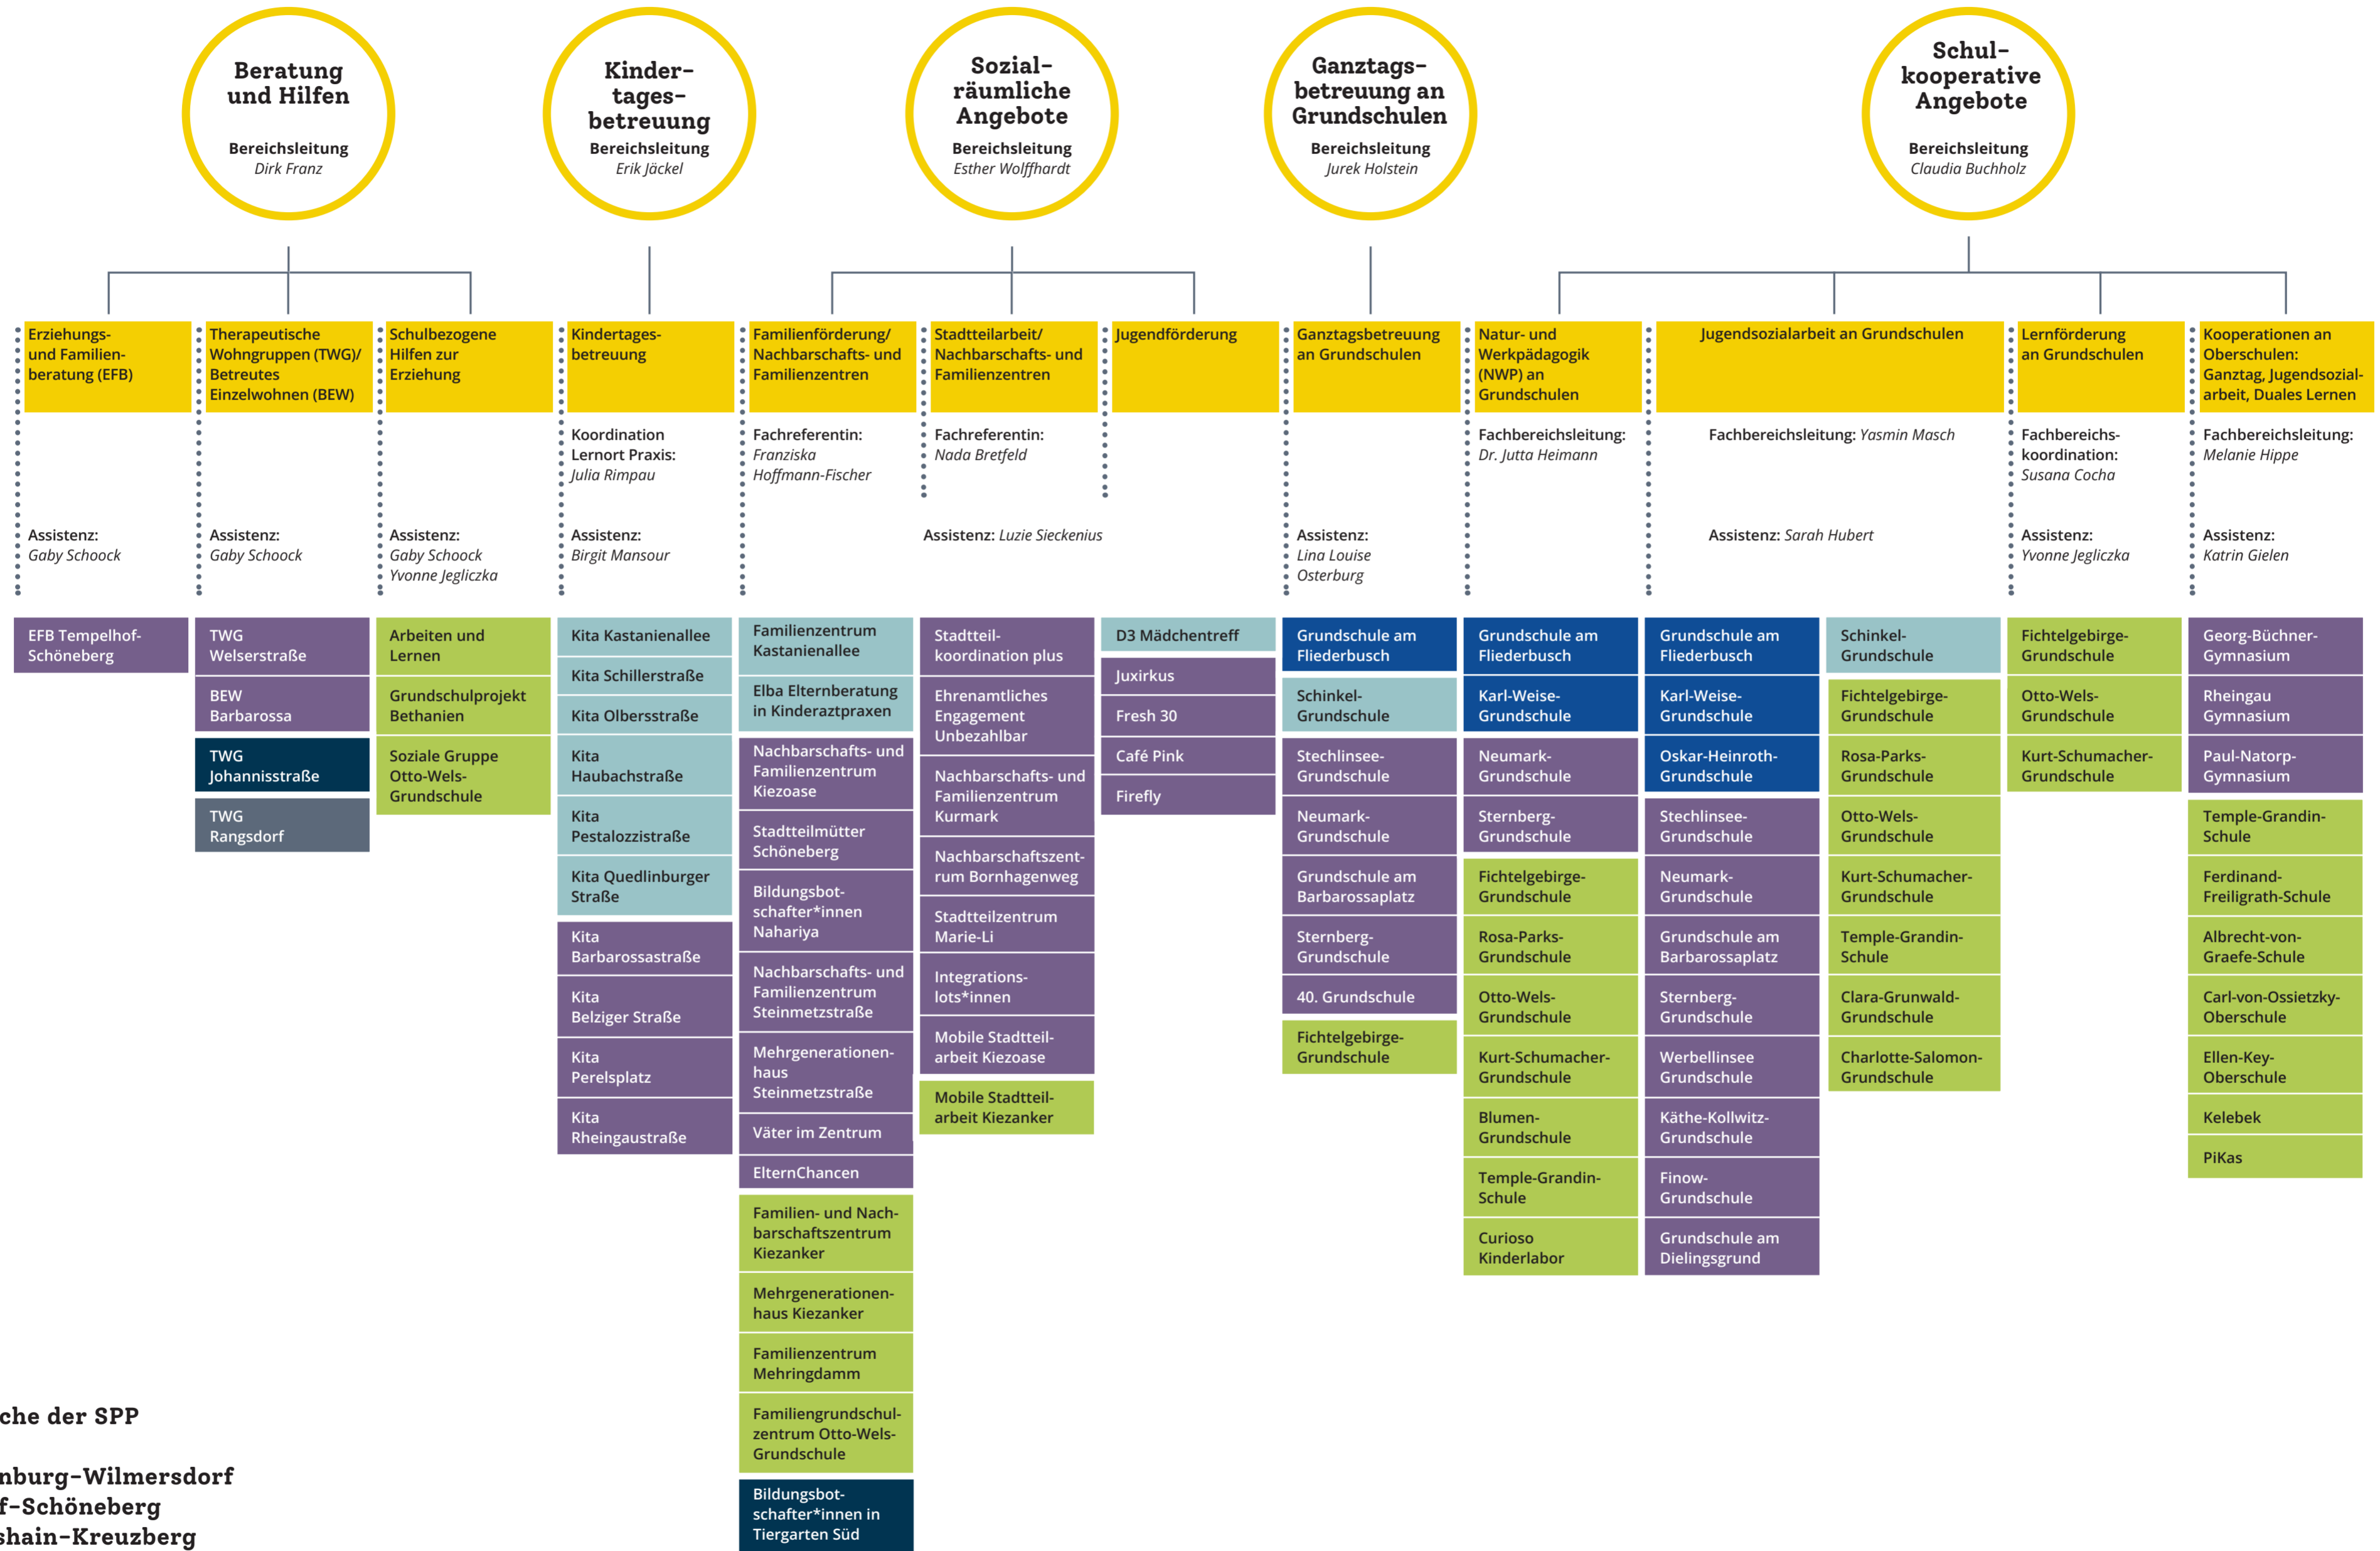 Beratung
und Hilfen
Bereichsleitung
Dirk Franz
Kinder-
tages-
betreuung
Bereichsleitung
Erik Jäckel
Sozial-
räumliche
Angebote
Bereichsleitung
Esther Wolffhardt
Ganztags-
betreuung an
Grundschulen
Bereichsleitung
Jurek Holstein
Schul-
kooperative
Angebote
Bereichsleitung
Claudia Buchholz
Erziehungs-
und Familien-
beratung (EFB)
Assistenz:
Gaby Schoock
EFB Tempelhof-
Schöneberg
Therapeutische
Wohngruppen (TWG)/
Betreutes
Einzelwohnen (BEW)
Assistenz:
Gaby Schoock
TWG
Welserstraße
BEW
Barbarossa
TWG
Johannisstraße
TWG
Rangsdorf
Schulbezogene
Hilfen zur
Erziehung
Assistenz:
Gaby Schoock
Yvonne Jegliczka
Arbeiten und
Lernen
Grundschulprojekt
Bethanien
Soziale Gruppe
Otto-Wels-
Grundschule
Kindertages-
betreuung
Koordination
Lernort Praxis:
Julia Rimpau
Assistenz:
Birgit Mansour
Kita Kastanienallee
Kita Schillerstraße
Kita Olbersstraße
Kita
Haubachstraße
Kita
Pestalozzistraße
Kita Quedlinburger
Straße
Kita
Barbarossastraße
Kita
Belziger Straße
Kita
Perelsplatz
Kita
Rheingaustraße
Familienförderung/
Nachbarschafts- und
Familienzentren
Fachreferentin:
Franziska
Hoffmann-Fischer
Stadtteilarbeit/
Nachbarschafts- und
Familienzentren
Fachreferentin:
Nada Bretfeld
Jugendförderung
Assistenz: Luzie Sieckenius
Familienzentrum
Kastanienallee
Elba Elternberatung
in Kinderaztpraxen
Nachbarschafts- und
Familienzentrum
Kiezoase
Stadtteilmütter
Schöneberg
Bildungsbot-
schafter*innen
Nahariya
Nachbarschafts- und
Familienzentrum
Steinmetzstraße
Mehrgenerationen-
haus
Steinmetzstraße
Väter im Zentrum
ElternChancen
Familien- und Nach-
barschaftszentrum
Kiezanker
Mehrgenerationen-
haus Kiezanker
Familienzentrum
Mehringdamm
Familiengrundschul-
zentrum Otto-Wels-
Grundschule
Bildungsbot-
schafter*innen in
Tiergarten Süd
Stadtteil-
koordination plus
Ehrenamtliches
Engagement
Unbezahlbar
Nachbarschafts- und
Familienzentrum
Kurmark
Nachbarschaftszent-
rum Bornhagenweg
Stadtteilzentrum
Marie-Li
Integrations-
lots*innen
Mobile Stadtteil-
arbeit Kiezoase
Mobile Stadtteil-
arbeit Kiezanker
D3 Mädchentreff
Juxirkus
Fresh 30
Café Pink
Firefly
Ganztagsbetreuung
an Grundschulen
Assistenz:
Lina Louise
Osterburg
Grundschule am
Fliederbusch
Schinkel-
Grundschule
Stechlinsee-
Grundschule
Neumark-
Grundschule
Grundschule am
Barbarossaplatz
Sternberg-
Grundschule
40. Grundschule
Fichtelgebirge-
Grundschule
Natur- und
Werkpädagogik
(NWP) an
Grundschulen
Fachbereichsleitung:
Dr. Jutta Heimann
Grundschule am
Fliederbusch
Karl-Weise-
Grundschule
Neumark-
Grundschule
Sternberg-
Grundschule
Fichtelgebirge-
Grundschule
Rosa-Parks-
Grundschule
Otto-Wels-
Grundschule
Kurt-Schumacher-
Grundschule
Blumen-
Grundschule
Temple-Grandin-
Schule
Curioso
Kinderlabor
Jugendsozialarbeit an Grundschulen
Fachbereichsleitung: Yasmin Masch
Assistenz: Sarah Hubert
Grundschule am
Fliederbusch
Karl-Weise-
Grundschule
Oskar-Heinroth-
Grundschule
Stechlinsee-
Grundschule
Neumark-
Grundschule
Grundschule am
Barbarossaplatz
Sternberg-
Grundschule
Werbellinsee
Grundschule
Käthe-Kollwitz-
Grundschule
Finow-
Grundschule
Grundschule am
Dielingsgrund
Schinkel-
Grundschule
Fichtelgebirge-
Grundschule
Rosa-Parks-
Grundschule
Otto-Wels-
Grundschule
Kurt-Schumacher-
Grundschule
Temple-Grandin-
Schule
Clara-Grunwald-
Grundschule
Charlotte-Salomon-
Grundschule
Lernförderung
an Grundschulen
Fachbereichs-
koordination:
Susana Cocha
Assistenz:
Yvonne Jegliczka
Fichtelgebirge-
Grundschule
Otto-Wels-
Grundschule
Kurt-Schumacher-
Grundschule
Kooperationen an
Oberschulen:
Ganztag, Jugendsozial-
arbeit, Duales Lernen
Fachbereichsleitung:
Melanie Hippe
Assistenz:
Katrin Gielen
Georg-Büchner-
Gymnasium
Rheingau
Gymnasium
Paul-Natorp-
Gymnasium
Temple-Grandin-
Schule
Ferdinand-
Freiligrath-Schule
Albrecht-von-
Graefe-Schule
Carl-von-Ossietzky-
Oberschule
Ellen-Key-
Oberschule
Kelebek
PiKas
che der SPP
nburg-Wilmersdorf
f-Schöneberg
shain-Kreuzberg